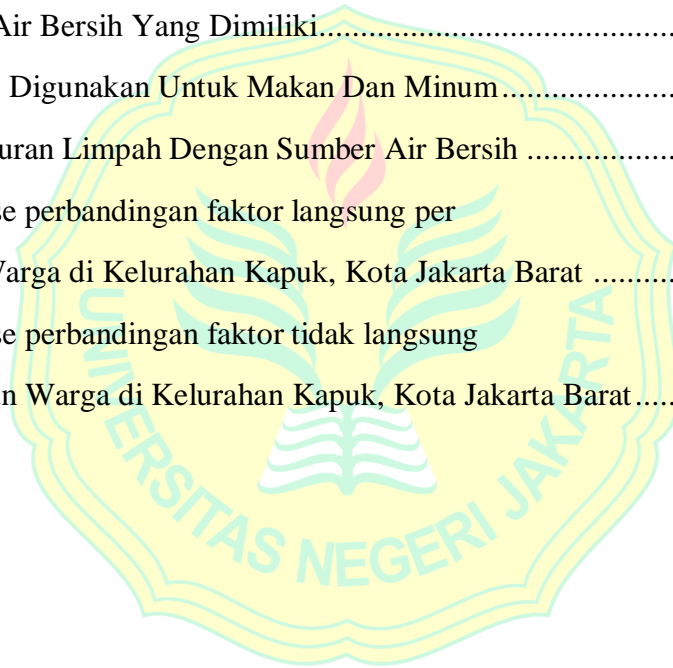 Air Bersih Yang Dimiliki
Digunakan Untuk Makan Dan Minum
uran Limpah Dengan Sumber Air Bersih
se perbandingan faktor langsung per
Warga di Kelurahan Kapuk, Kota Jakarta Barat
se perbandingan faktor tidak langsung
n Warga di Kelurahan Kapuk, Kota Jakarta Barat
UNIVERSITAS NEGERI JAKARTA